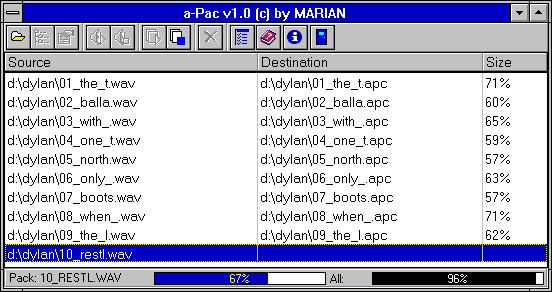 a-Pac v1.0 (c) by MARIAN
Source Destination Size
d:\dylan\01_the_t.wav d:\dylan\01_the_t.apc 71%
d:\dylan\02_balla.wav d:\dylan\02_balla.apc 60%
d:\dylan\03_with_.wav d:\dylan\03_with_.apc 65%
d:\dylan\04_one_t.wav d:\dylan\04_one_t.apc 59%
d:\dylan\05_north.wav d:\dylan\05_north.apc 57%
d:\dylan\06_only_.wav d:\dylan\06_only_.apc 63%
d:\dylan\07_boots.wav d:\dylan\07_boots.apc 57%
d:\dylan\08_when_.wav d:\dylan\08_when_.apc 71%
d:\dylan\09_the_l.wav d:\dylan\09_the_l.apc 62%
d:\dylan\10_restl.wav
Pack: 10_RESTL.WAV 67% All: 96%